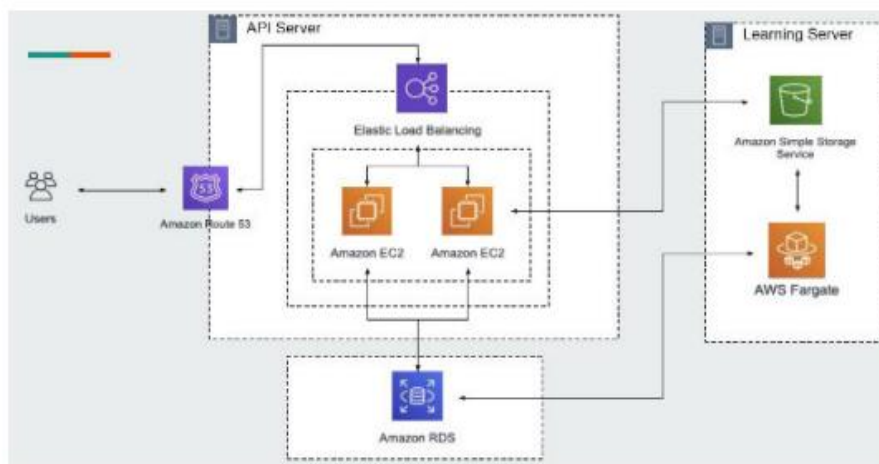 API Server
Learning Server
Elastic Load Balancing
Amazon Simple Storage
Service
Users
53
Amazon Route 53
Amazon EC2
Amazon EC2
AWS Fargate
Amazon RDS